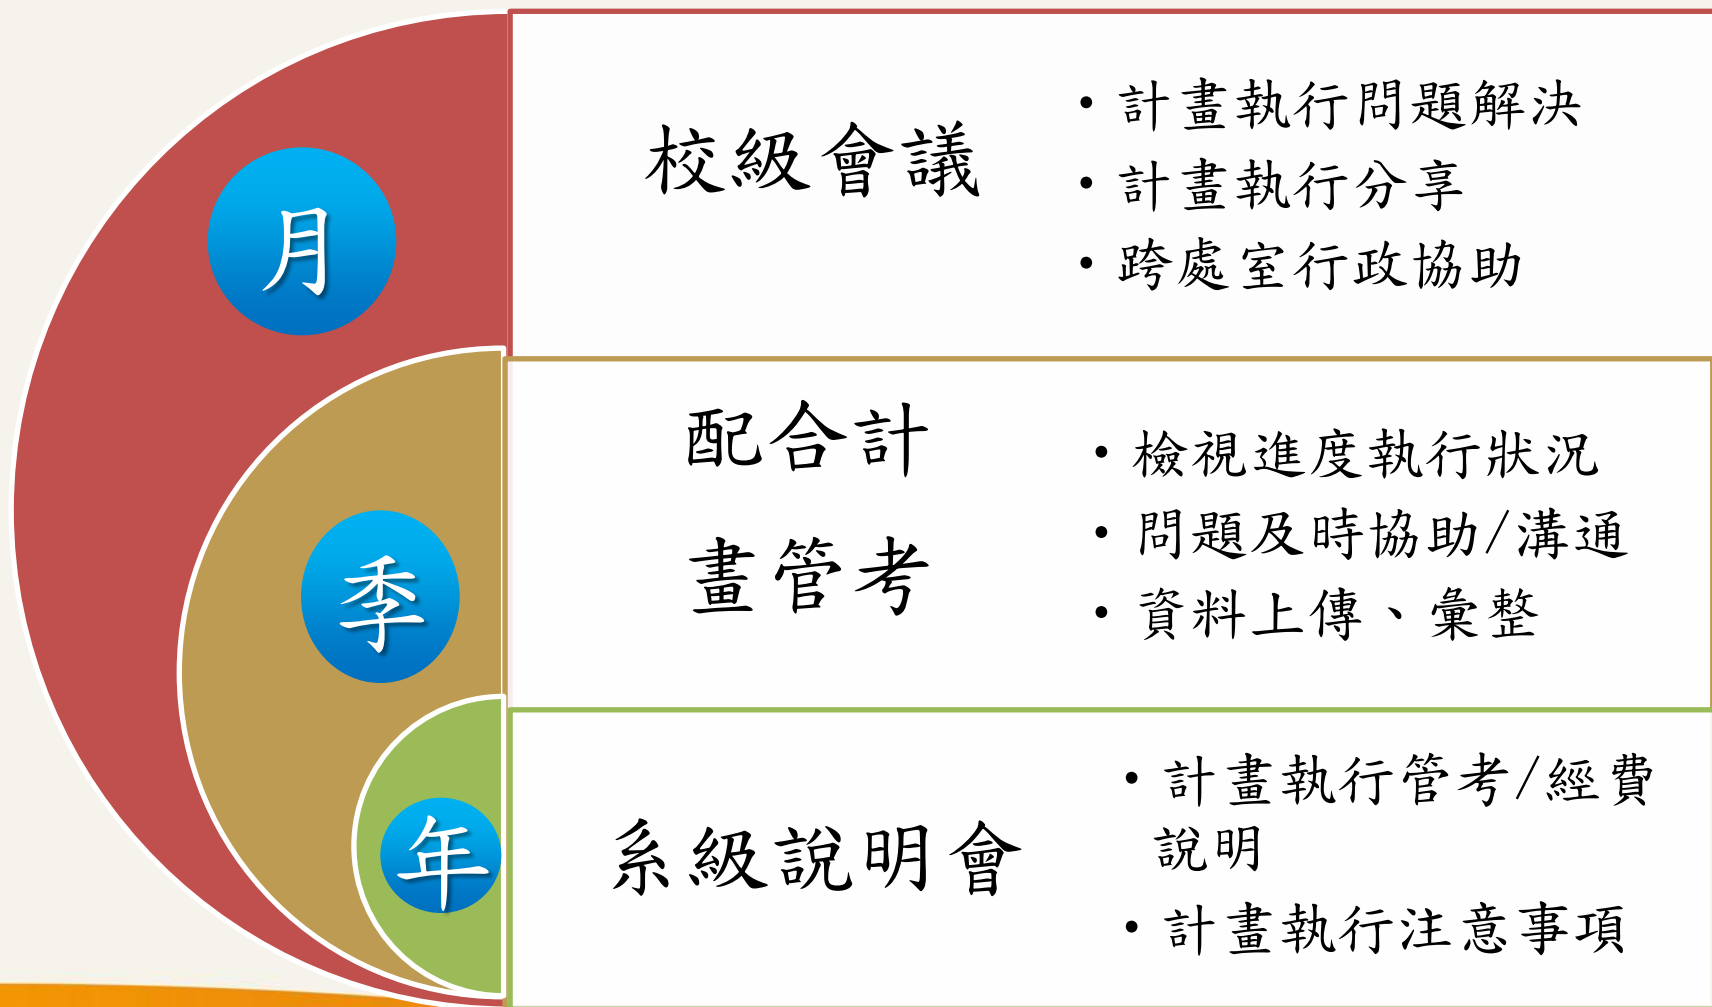 月
校級會議
• 計畫執行問題解決
• 計畫執行分享
• 跨處室行政協助
季
配合計
畫管考
• 檢視進度執行狀況
• 問題及時協助/溝通
• 資料上傳、彙整
年
系級說明會
• 計畫執行管考/經費
說明
• 計畫執行注意事項